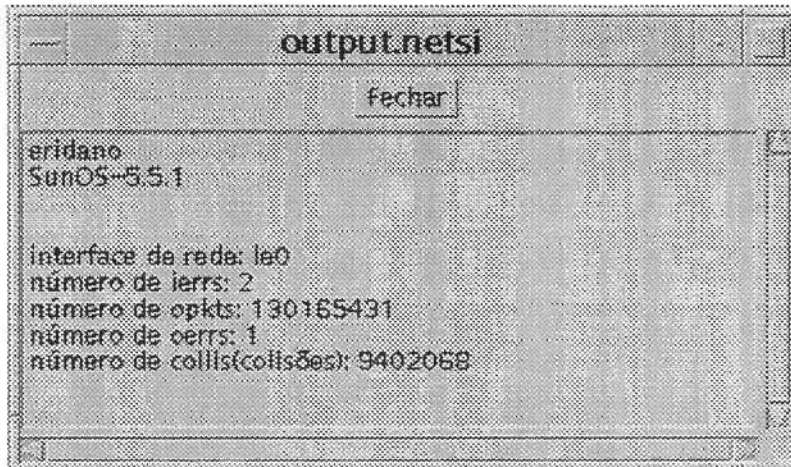 output.netsi
fechar
eridano
SunOS-5.5.1
interface de rede: le0
número de ierrs: 2
número de opkts: 130165431
número de oerrs: 1
número de collis(colisões): 9402068